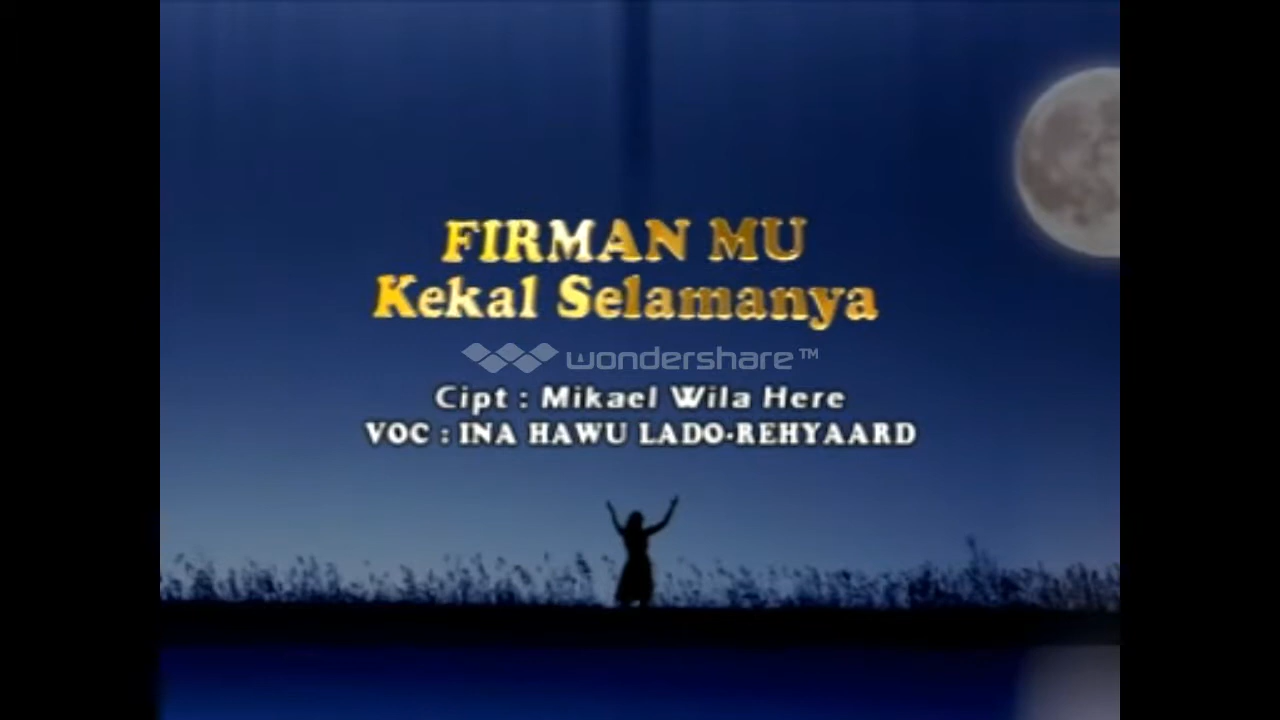 FIRMAN MU
Kekal Selamanya
wondershare™
Cipt : Mikael Wila Here
VOC : INA HAWU LADO-REHYAARD